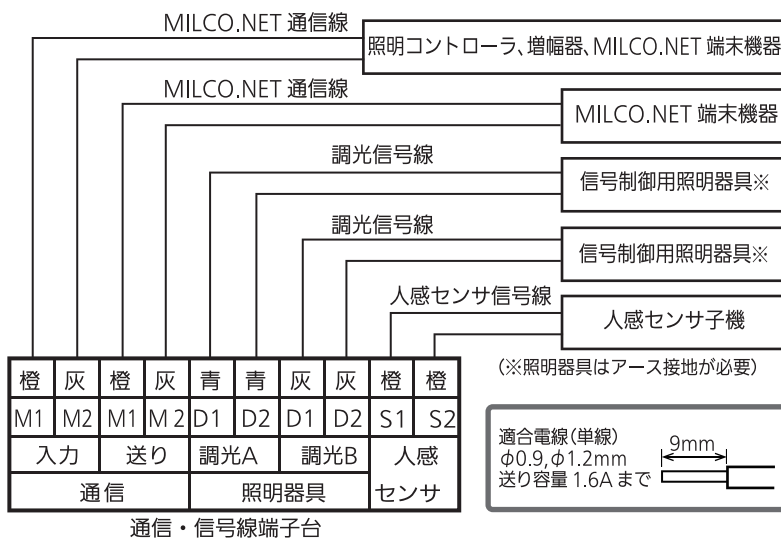 MILCO.NET 通信線
照明コントローラ、増幅器、MILCO.NET 端末機器
MILCO.NET 通信線
MILCO.NET 端末機器
調光信号線
信号制御用照明器具※
調光信号線
信号制御用照明器具※
人感センサ信号線
人感センサ子機
(※照明器具はアース接地が必要)
橙 灰 橙 灰 青 青 灰 灰 橙 橙
M1 M2 M1 M2 D1 D2 D1 D2 S1 S2
入力 送り 調光A 調光B 人感
通信 照明器具 センサ
通信・信号線端子台
適合電線(単線)
φ0.9,φ1.2mm
送り容量 1.6A まで
9mm